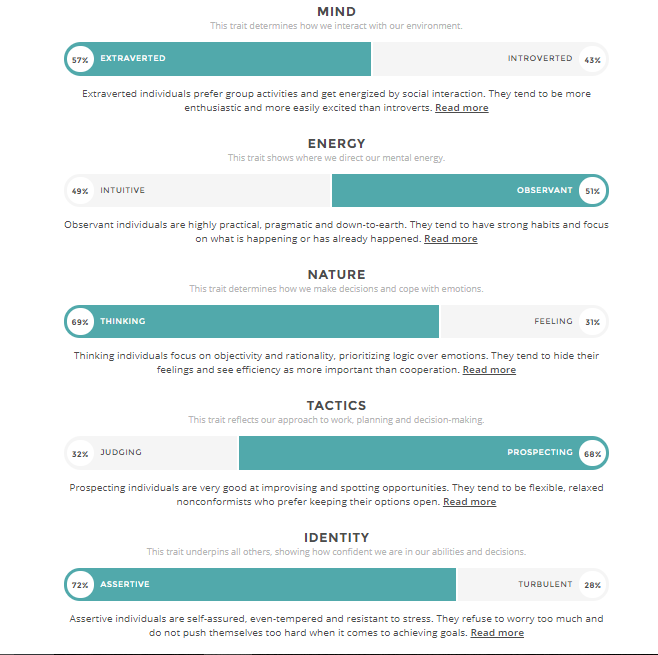 MIND
This trait determines how we interact with our environment.
57% EXTRAVERTED INTROVERTED 43%
Extraverted individuals prefer group activities and get energized by social interaction. They tend to be more
enthusiastic and more easily excited than introverts. Read more
ENERGY
This trait shows where we direct our mental energy.
49% INTUITIVE OBSERVANT 51%
Observant individuals are highly practical, pragmatic and down-to-earth. They tend to have strong habits and focus
on what is happening or has already happened. Read more
NATURE
This trait determines how we make decisions and cope with emotions.
69% THINKING FEELING 31%
Thinking individuals focus on objectivity and rationality, prioritizing logic over emotions. They tend to hide their
feelings and see efficiency as more important than cooperation. Read more
TACTICS
This trait reflects our approach to work, planning and decision-making.
32% JUDGING PROSPECTING 68%
Prospecting individuals are very good at improvising and spotting opportunities. They tend to be flexible, relaxed
nonconformists who prefer keeping their options open. Read more
IDENTITY
This trait underpins all others, showing how confident we are in our abilities and decisions.
72% ASSERTIVE TURBULENT 28%
Assertive individuals are self-assured, even-tempered and resistant to stress. They refuse to worry too much and
do not push themselves too hard when it comes to achieving goals. Read more